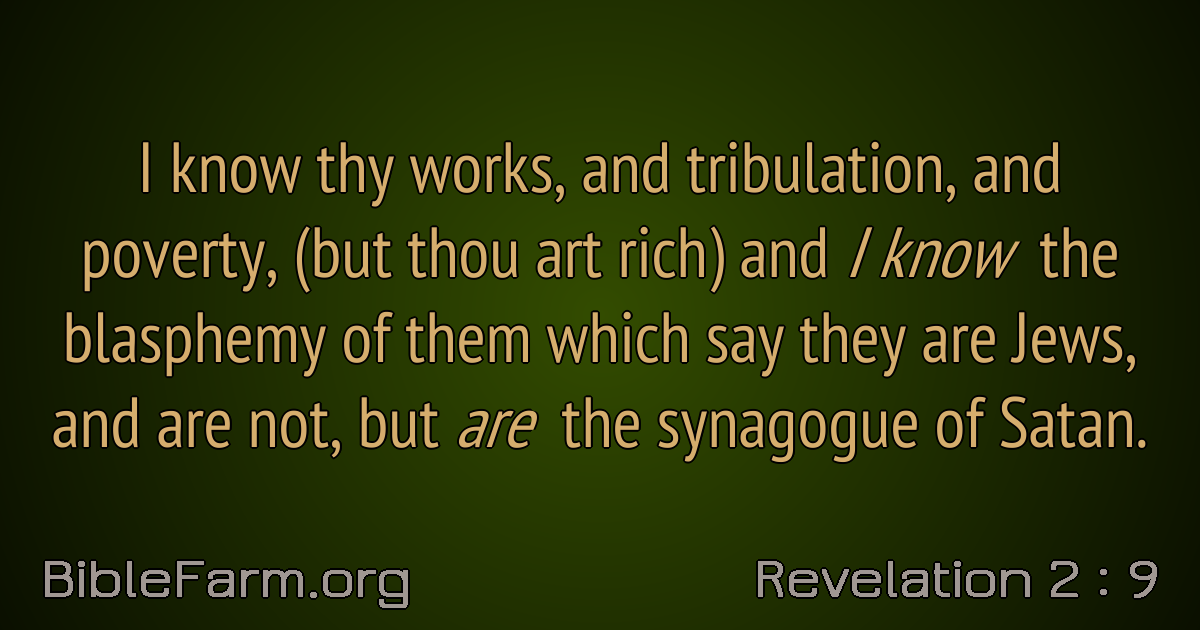 I know thy works, and tribulation, and
poverty, (but thou art rich) and I know the
blasphemy of them which say they are Jews,
and are not, but are the synagogue of Satan.
BibleFarm.org
Revelation 2 : 9